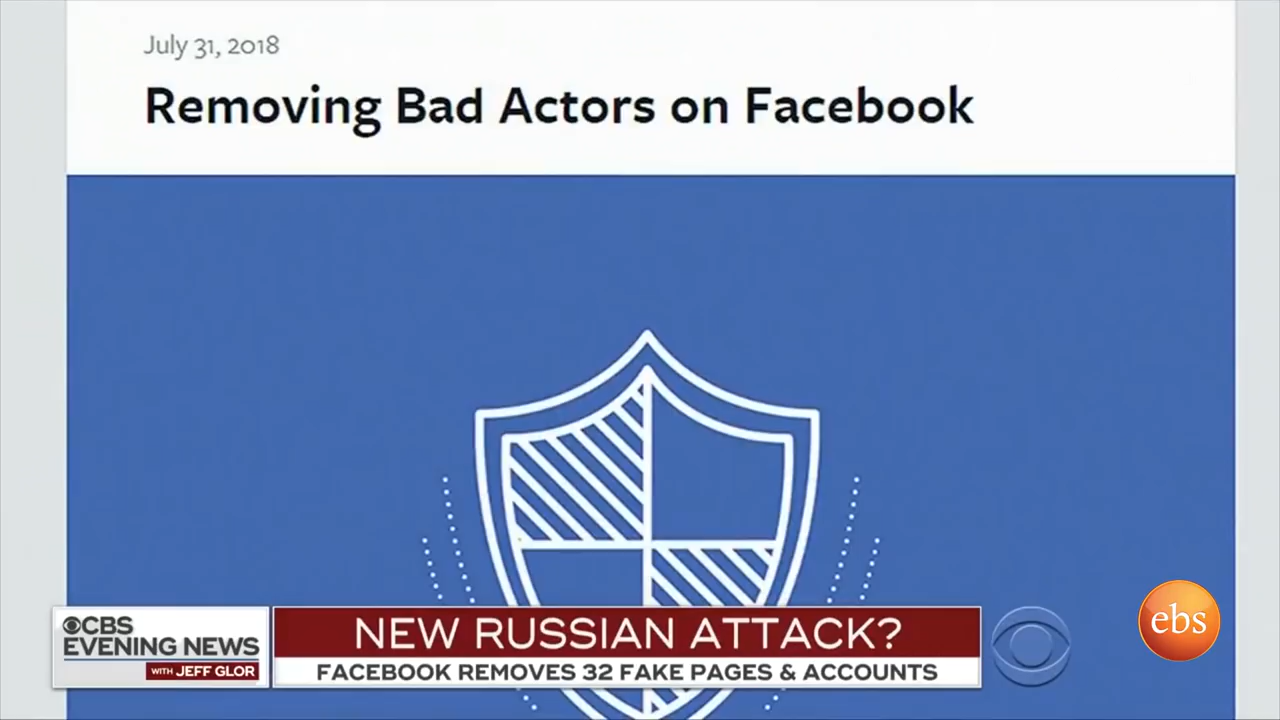 July 31, 2018
Removing Bad Actors on Facebook
CBS
EVENING NEWS
WITH JEFF GLOR
NEW RUSSIAN ATTACK?
FACEBOOK REMOVES 32 FAKE PAGES & ACCOUNTS
ebs